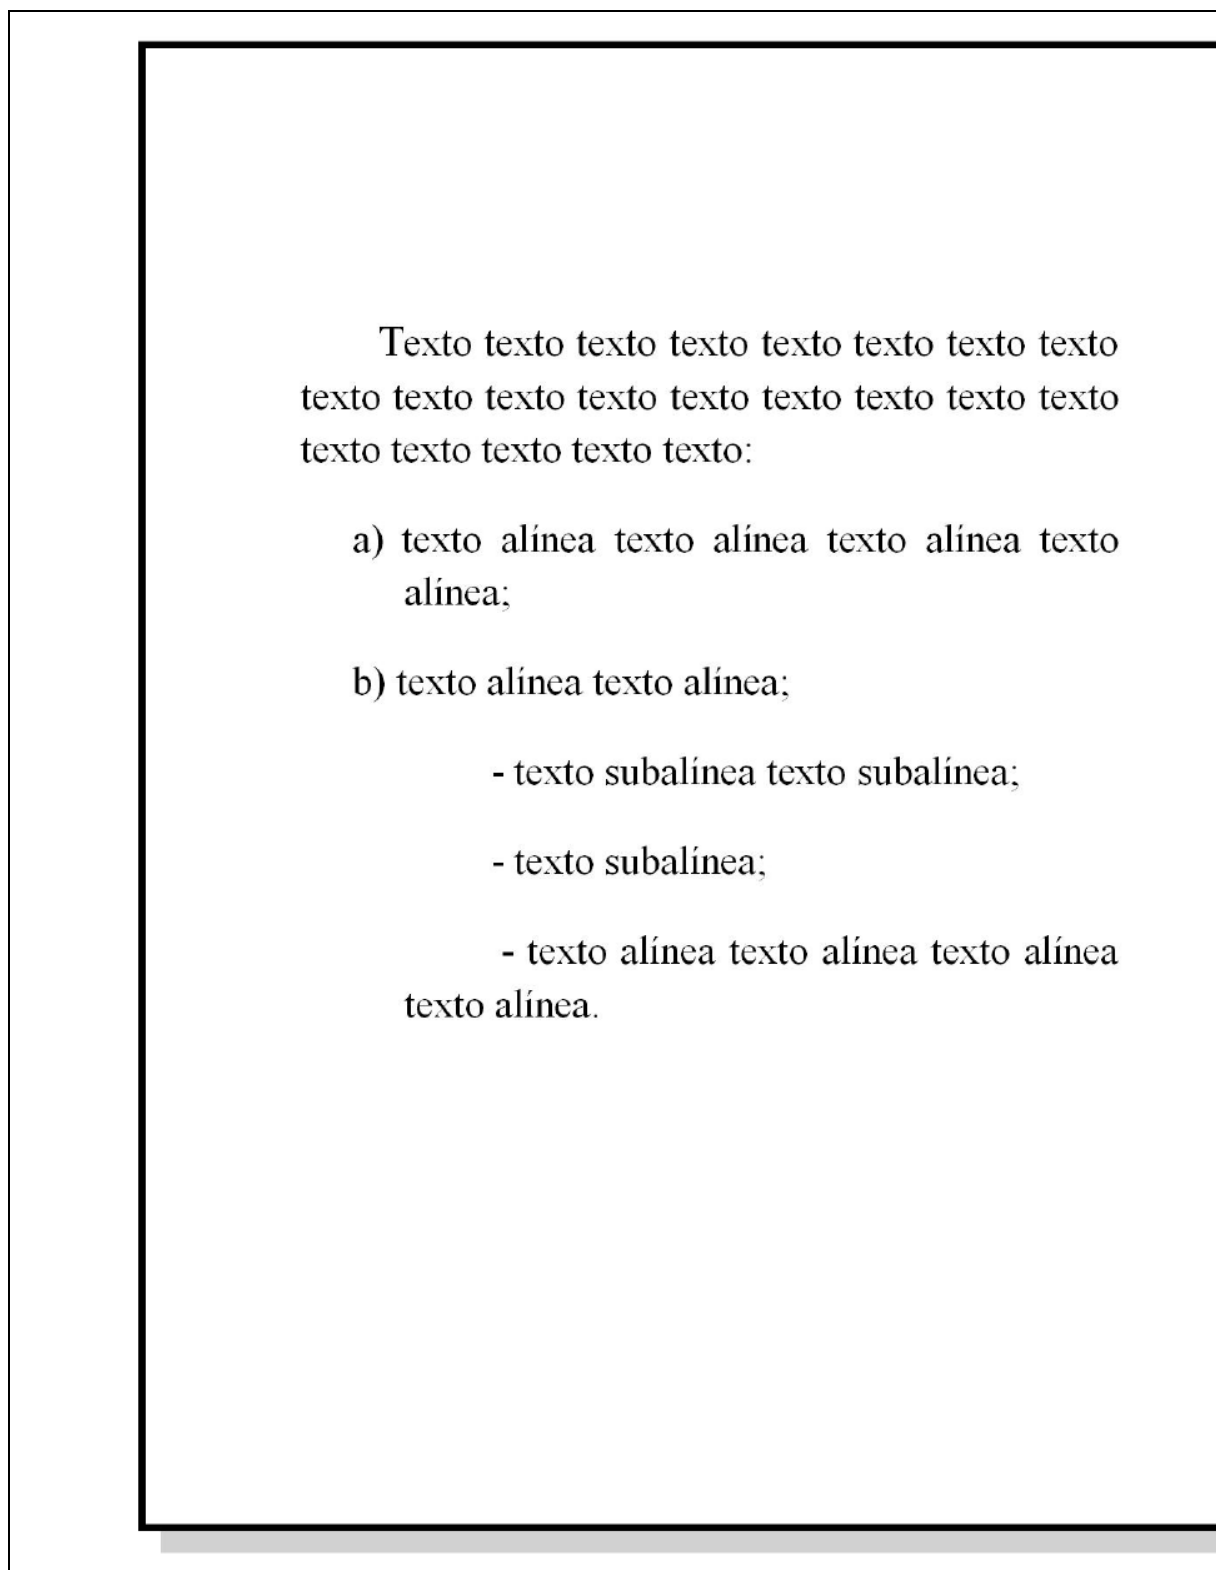 Texto texto texto texto texto texto texto texto
texto texto texto texto texto texto texto texto texto
texto texto texto texto texto:
a) texto alínea texto alínea texto alínea texto
alínea;
b) texto alínea texto alínea;
- texto subalínea texto subalínea;
- texto subalínea;
- texto alínea texto alínea texto alínea
texto alínea.